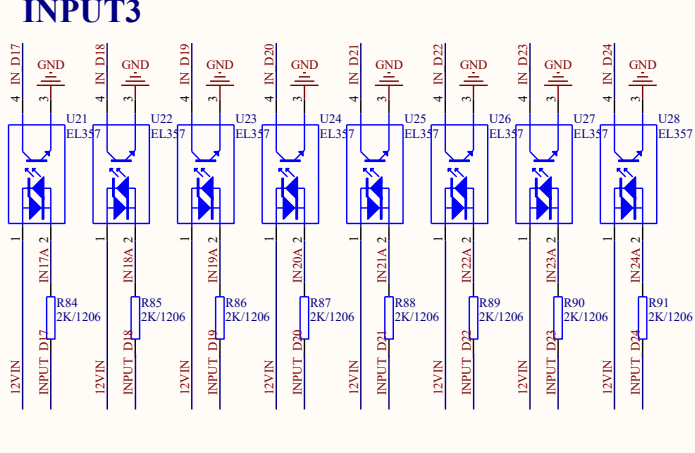 INPUT3
IN D17
IN D18
IN D19
IN D20
IN D21
IN D22
IN D23
IN D24
GND
GND
GND
GND
GND
GND
GND
GND
4 3
4 3
4 3
4 3
4 3
4 3
4 3
4 3
U21
EL357
U22
EL357
U23
EL357
U24
EL357
U25
EL357
U26
EL357
U27
EL357
U28
EL357
1 2
1 2
1 2
1 2
1 2
1 2
1 2
1 2
IN17A
IN18A
IN19A
IN20A
IN21A
IN22A
IN23A
IN24A
R84
2K/1206
R85
2K/1206
R86
2K/1206
R87
2K/1206
R88
2K/1206
R89
2K/1206
R90
2K/1206
R91
2K/1206
12VIN
INPUT D17
12VIN
INPUT D18
12VIN
INPUT D19
12VIN
INPUT D20
12VIN
INPUT D21
12VIN
INPUT D22
12VIN
INPUT D23
12VIN
INPUT D24